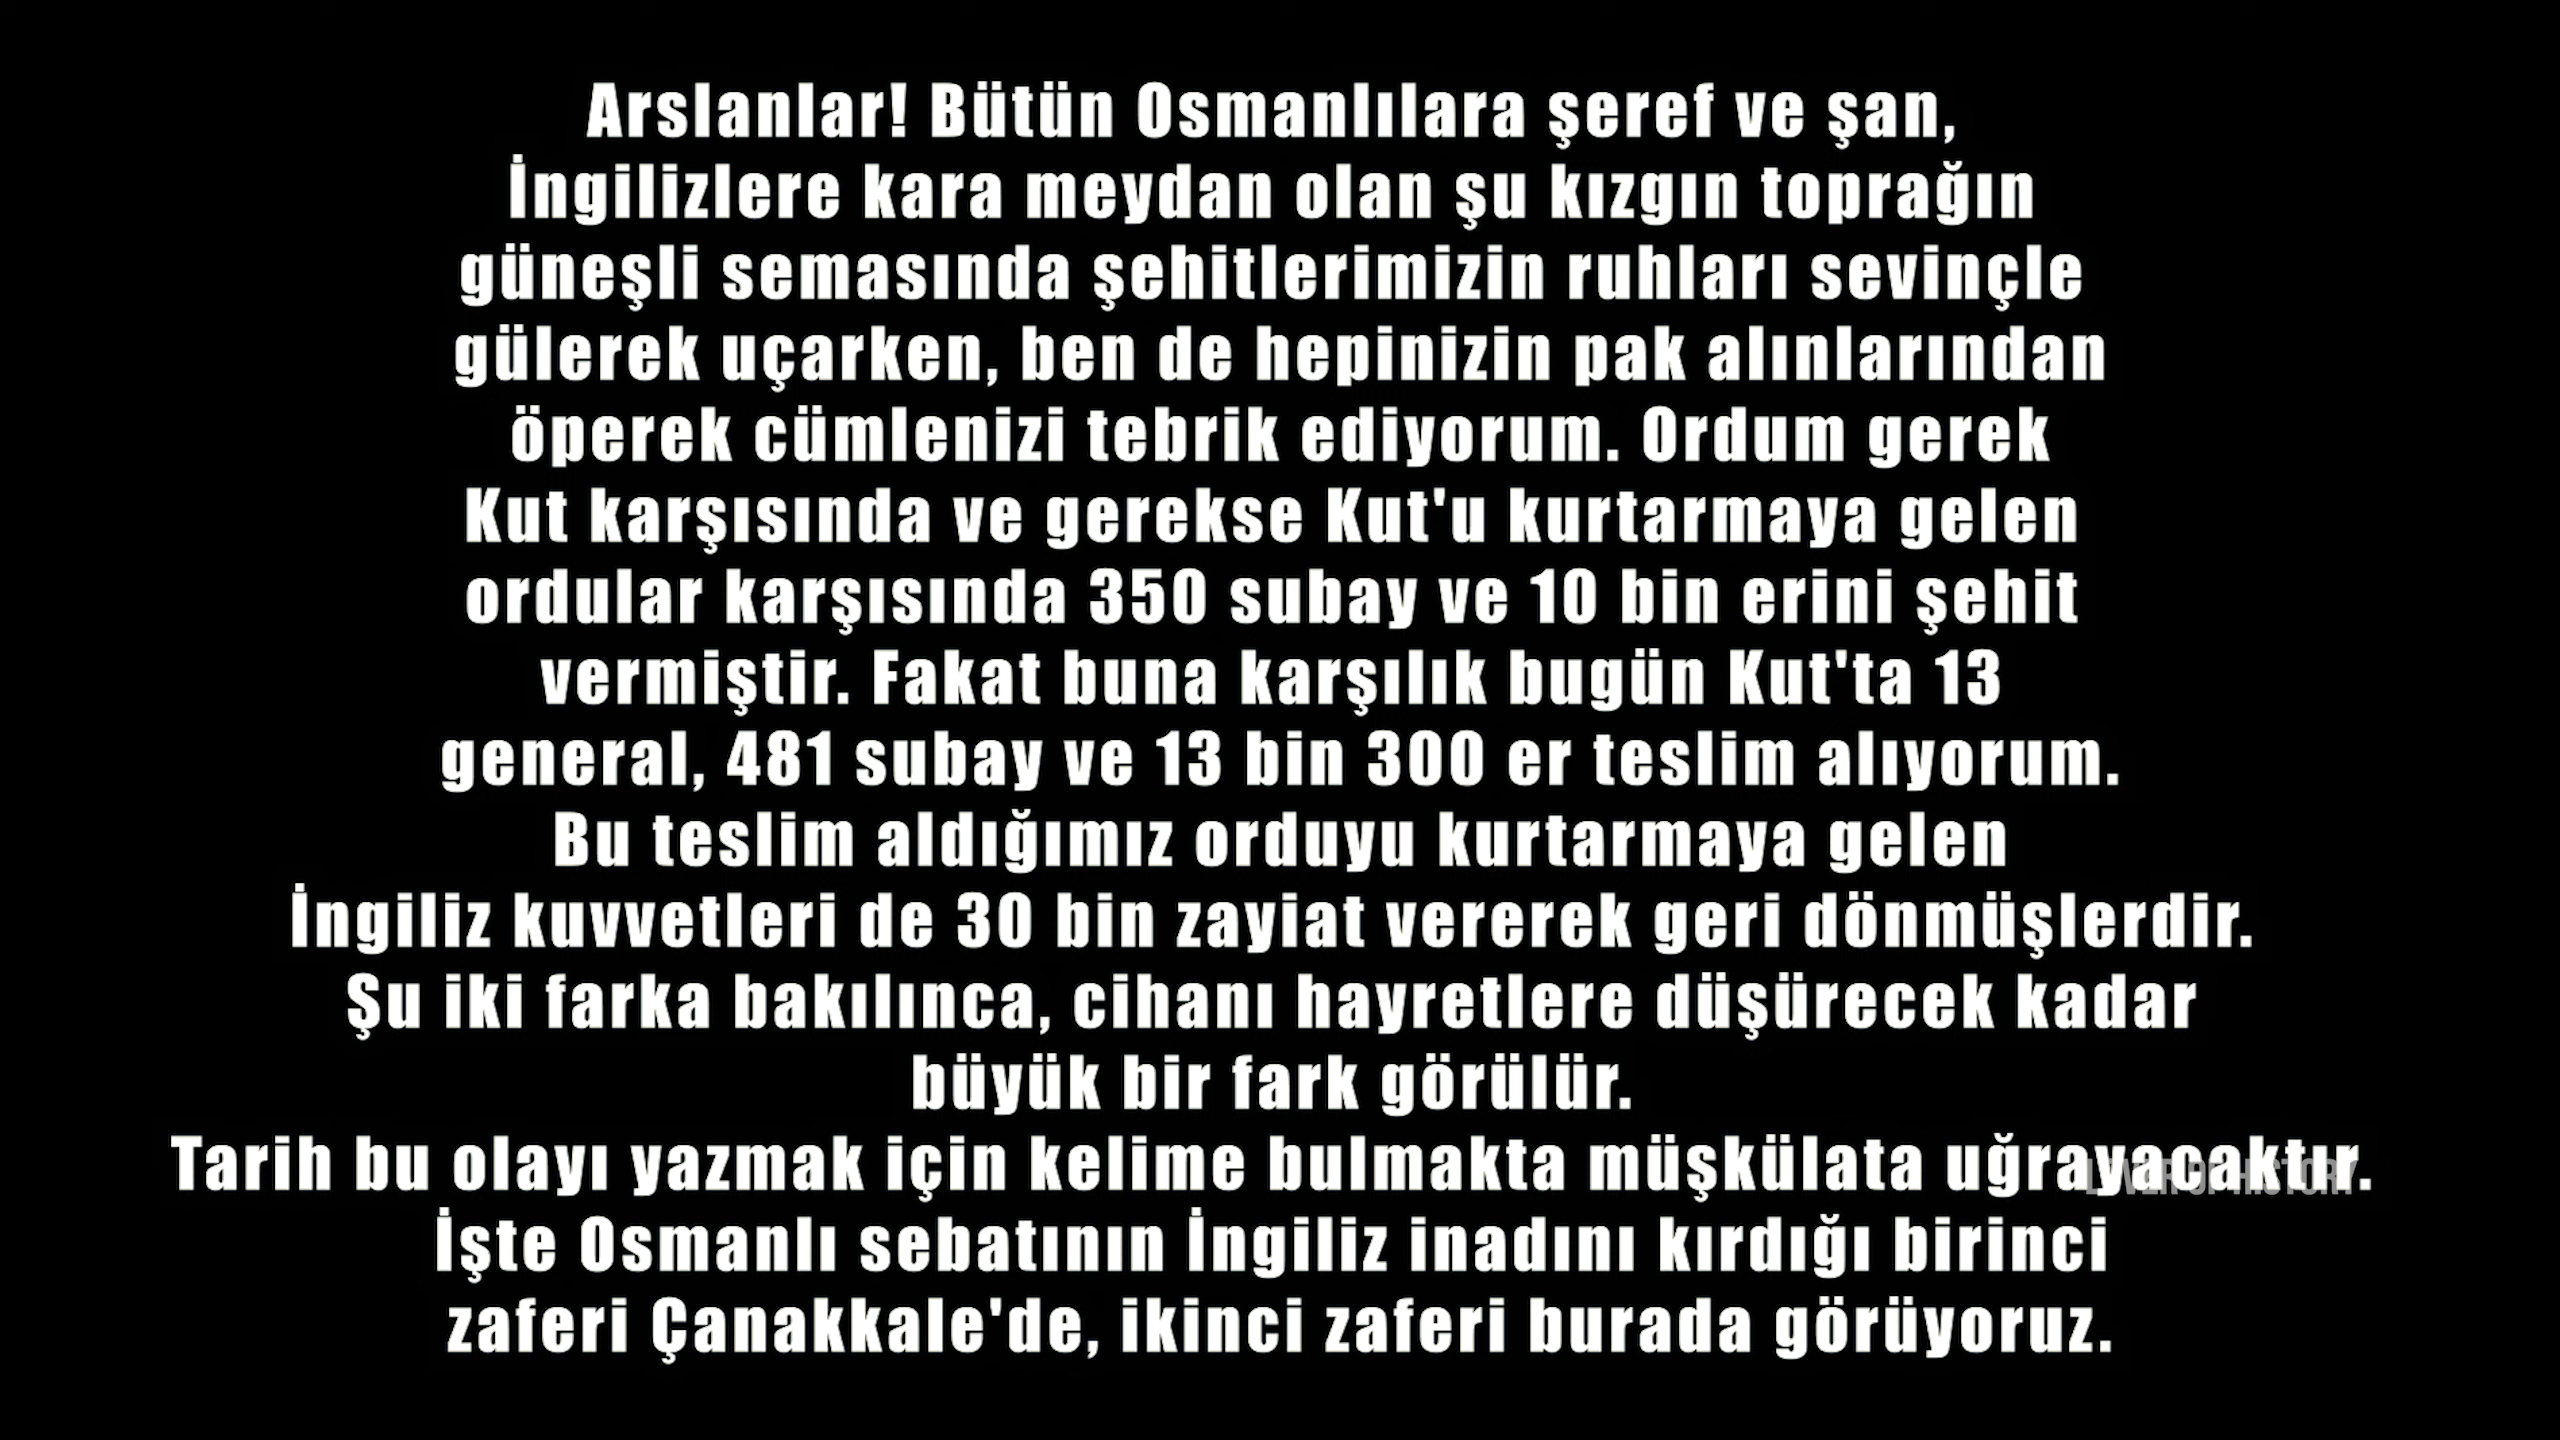 Arslanlar! Bütün Osmanlılara şeref ve şan,
İngilizlere kara meydan olan şu kızgın toprağın
güneşli semasında şehitlerimizin ruhları sevinçle
gülerek uçarken, ben de hepinizin pak alınlarından
öperek cümlenizi tebrik ediyorum. Ordum gerek
Kut karşısında ve gerekse Kut'u kurtarmaya gelen
ordular karşısında 350 subay ve 10 bin erini şehit
vermiştir. Fakat buna karşılık bugün Kut'ta 13
general, 481 subay ve 13 bin 300 er teslim alıyorum.
Bu teslim aldığımız orduyu kurtarmaya gelen
İngiliz kuvvetleri de 30 bin zayiat vererek geri dönmüşlerdir.
Şu iki farka bakılınca, cihanı hayretlere düşürecek kadar
büyük bir fark görülür.
Tarih bu olayı yazmak için kelime bulmakta müşkülata uğrayacaktır.
İşte Osmanlı sebatının İngiliz inadını kırdığı birinci
zaferi Çanakkale'de, ikinci zaferi burada görüyoruz.
OF HISTORY